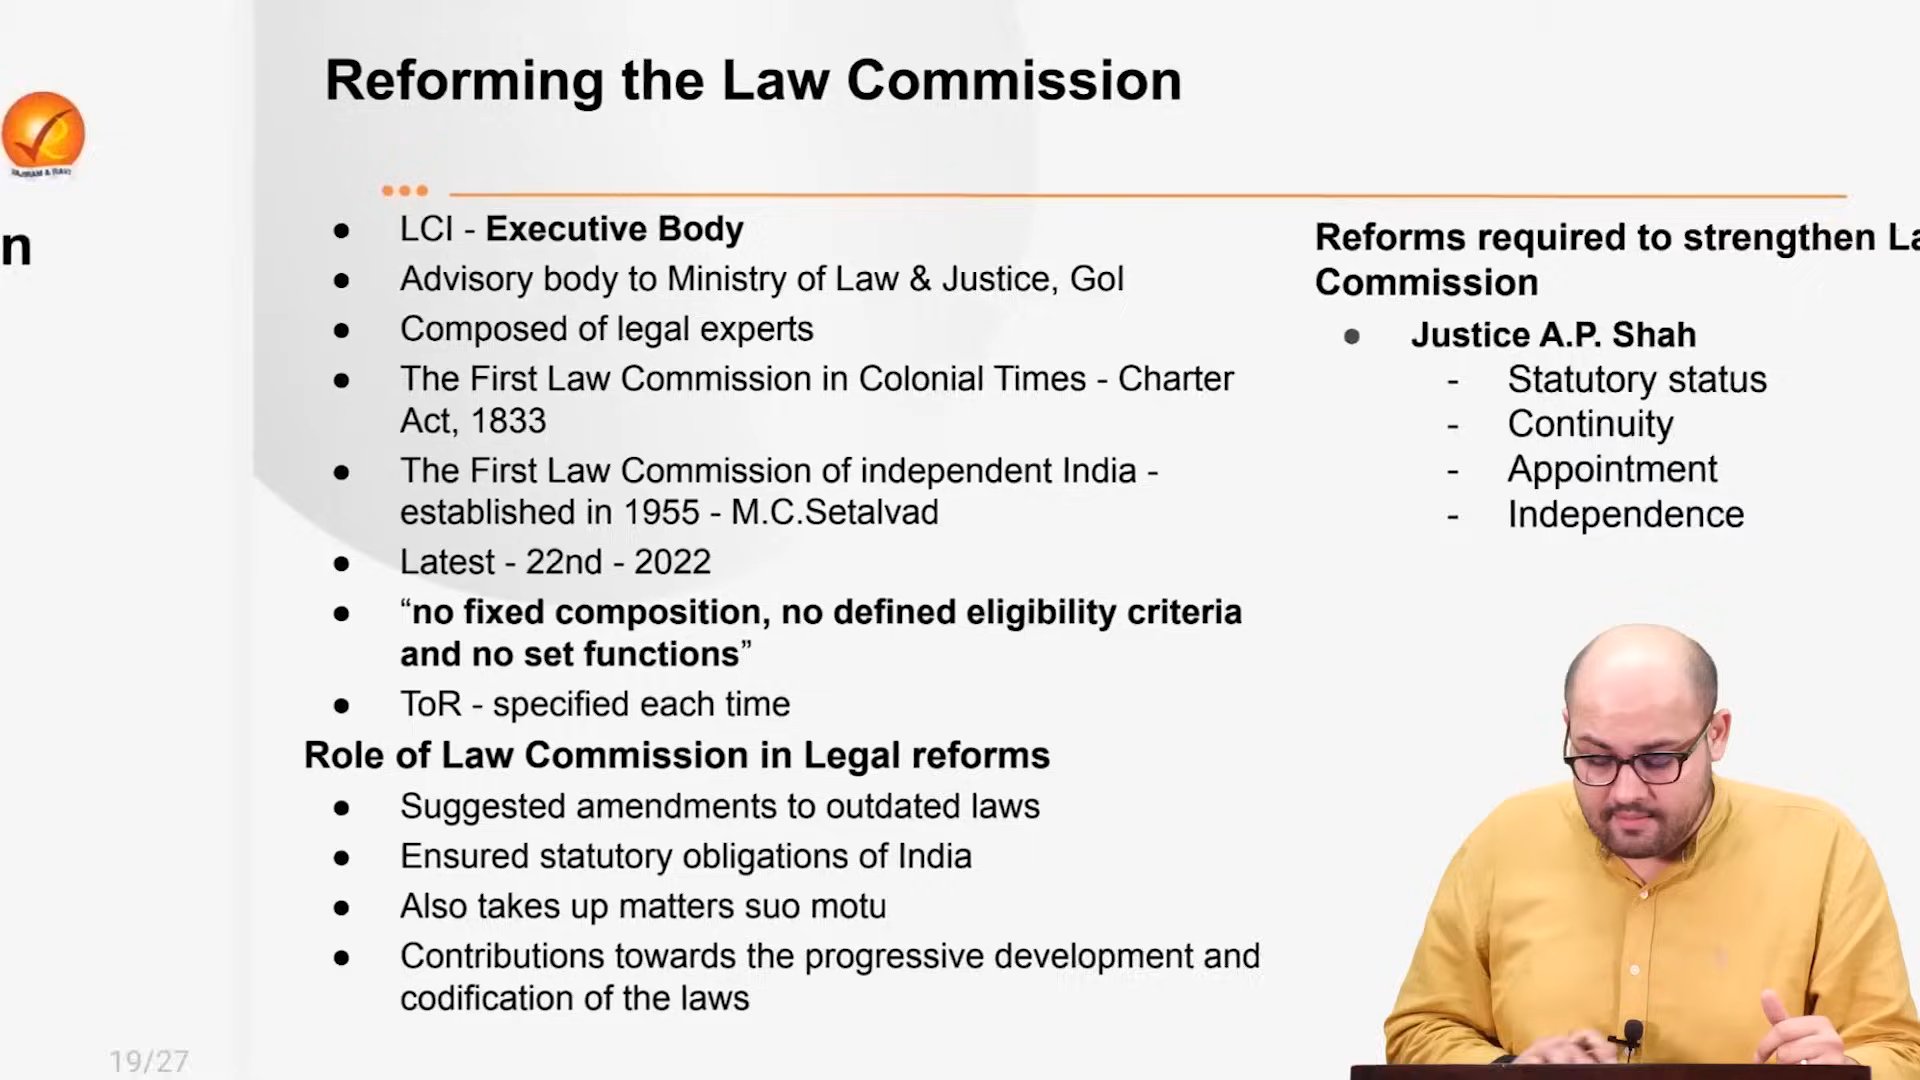 Reforming the Law Commission
VAJIRAM & RAVI
n
● LCI - Executive Body
● Advisory body to Ministry of Law & Justice, GoI
● Composed of legal experts
● The First Law Commission in Colonial Times - Charter
Act, 1833
● The First Law Commission of independent India -
established in 1955 - M.C.Setalvad
● Latest - 22nd - 2022
● “no fixed composition, no defined eligibility criteria
and no set functions”
● ToR - specified each time
Role of Law Commission in Legal reforms
● Suggested amendments to outdated laws
● Ensured statutory obligations of India
● Also takes up matters suo motu
● Contributions towards the progressive development and
codification of the laws
Reforms required to strengthen La
Commission
● Justice A.P. Shah
- Statutory status
- Continuity
- Appointment
- Independence
19/27